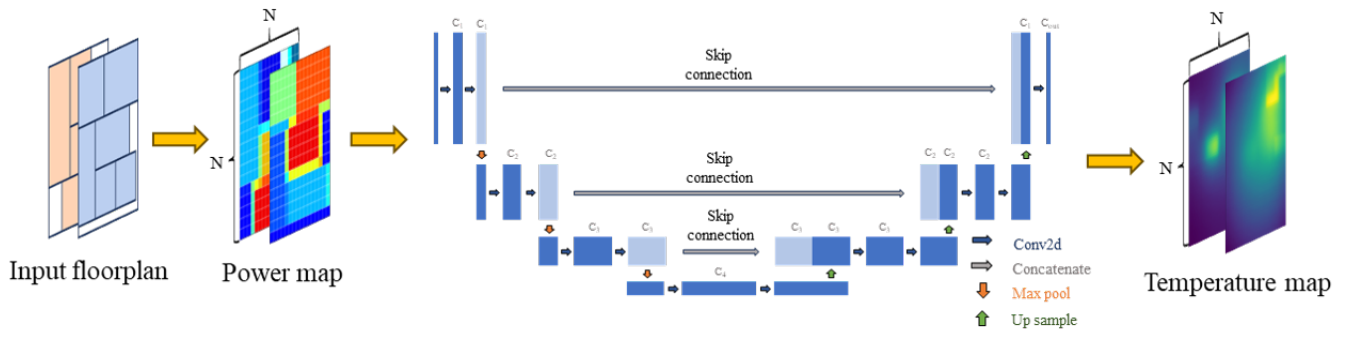 N
N
Input floorplan
Power map
C1 C1
Skip
connection
C1 Cout
C2 C2
Skip
connection
C2 C2 C2
C3 C3
Skip
connection
C3 C3 C3
C4
Conv2d
Concatenate
Max pool
Up sample
N
N
Temperature map